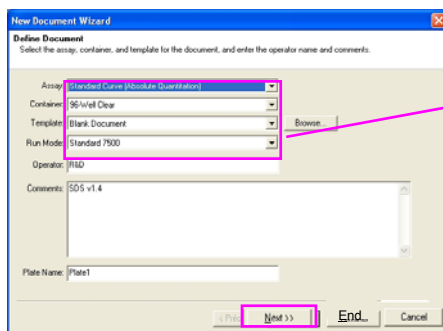 New Document Wizard
Define Document
Select the assay, container, and template for the document, and enter the operator name and comments.
Assay: Standard Curve (Absolute Quantitation)
Container: 96-Well Clear
Template: Blank Document Browse...
Run Mode: Standard 7500
Operator: R&D
Comments: SDS v1.4
Plate Name: Plate1
Next >> End... Cancel